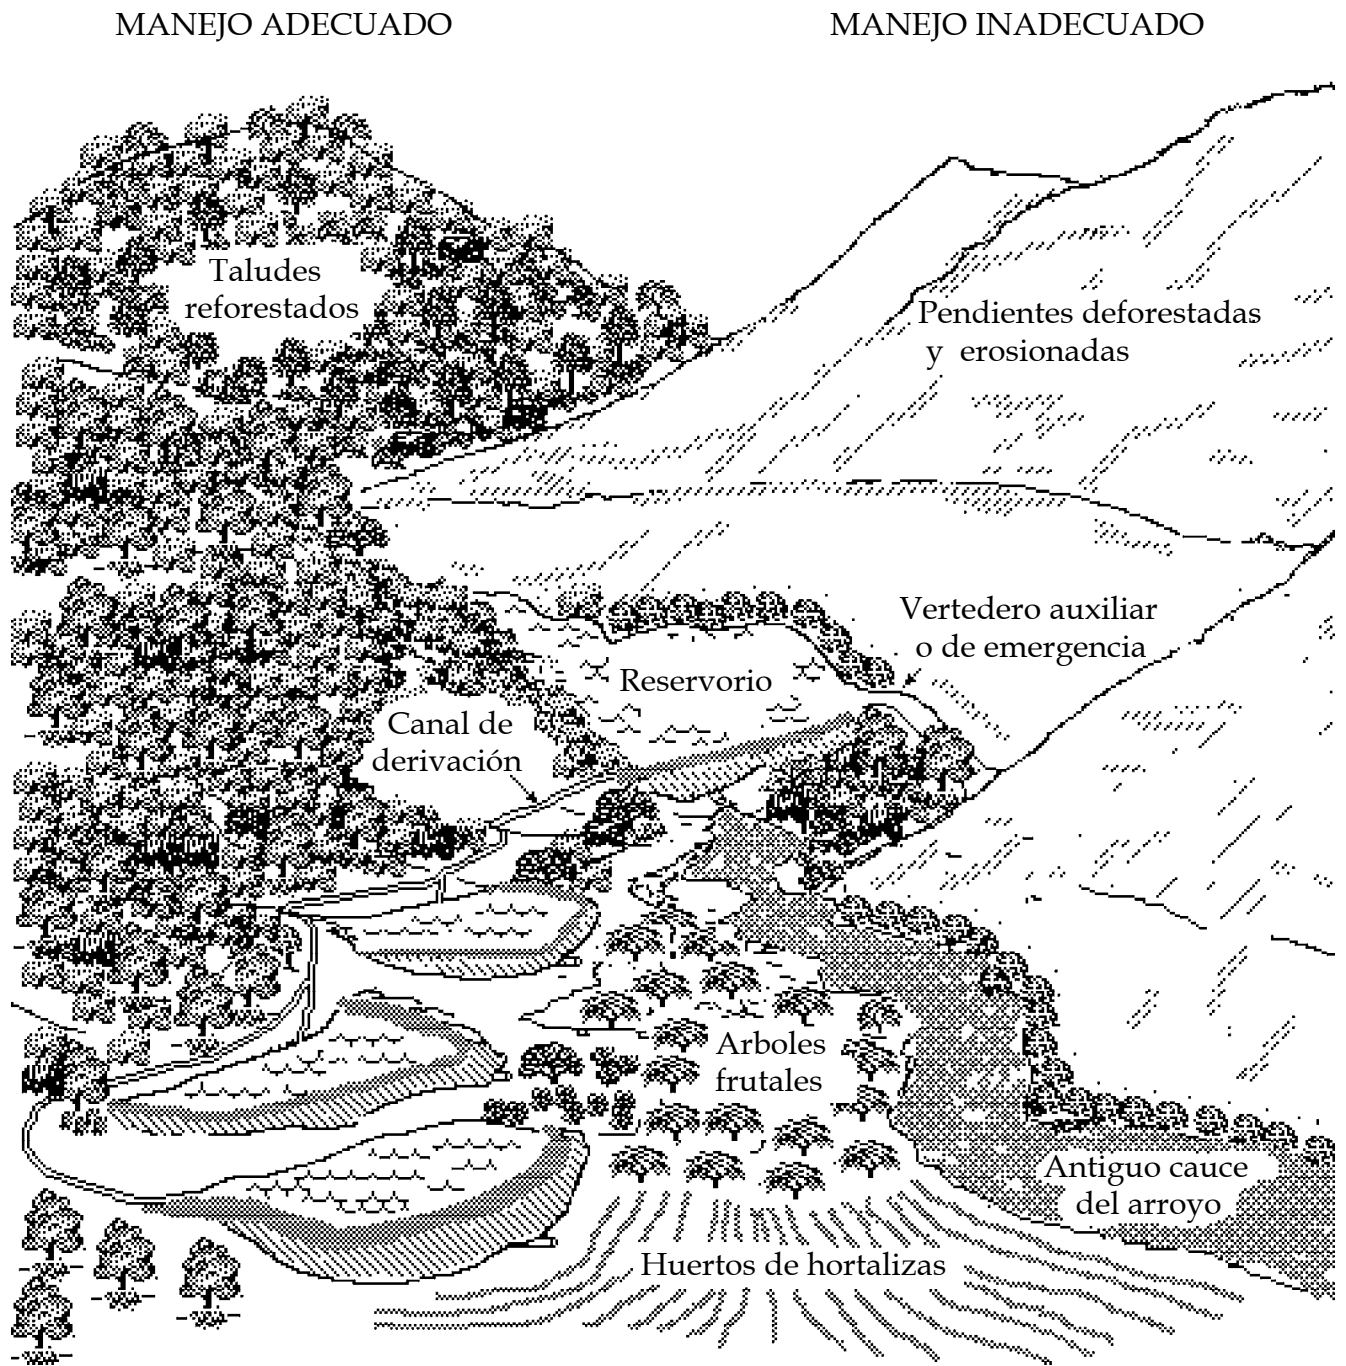 MANEJO ADECUADO
MANEJO INADECUADO
Taludes
reforestados
Pendientes deforestadas
y erosionadas
Vertedero auxiliar
o de emergencia
Reservorio
Canal de
derivación
Arboles
frutales
Antiguo cauce
del arroyo
Huertos de hortalizas